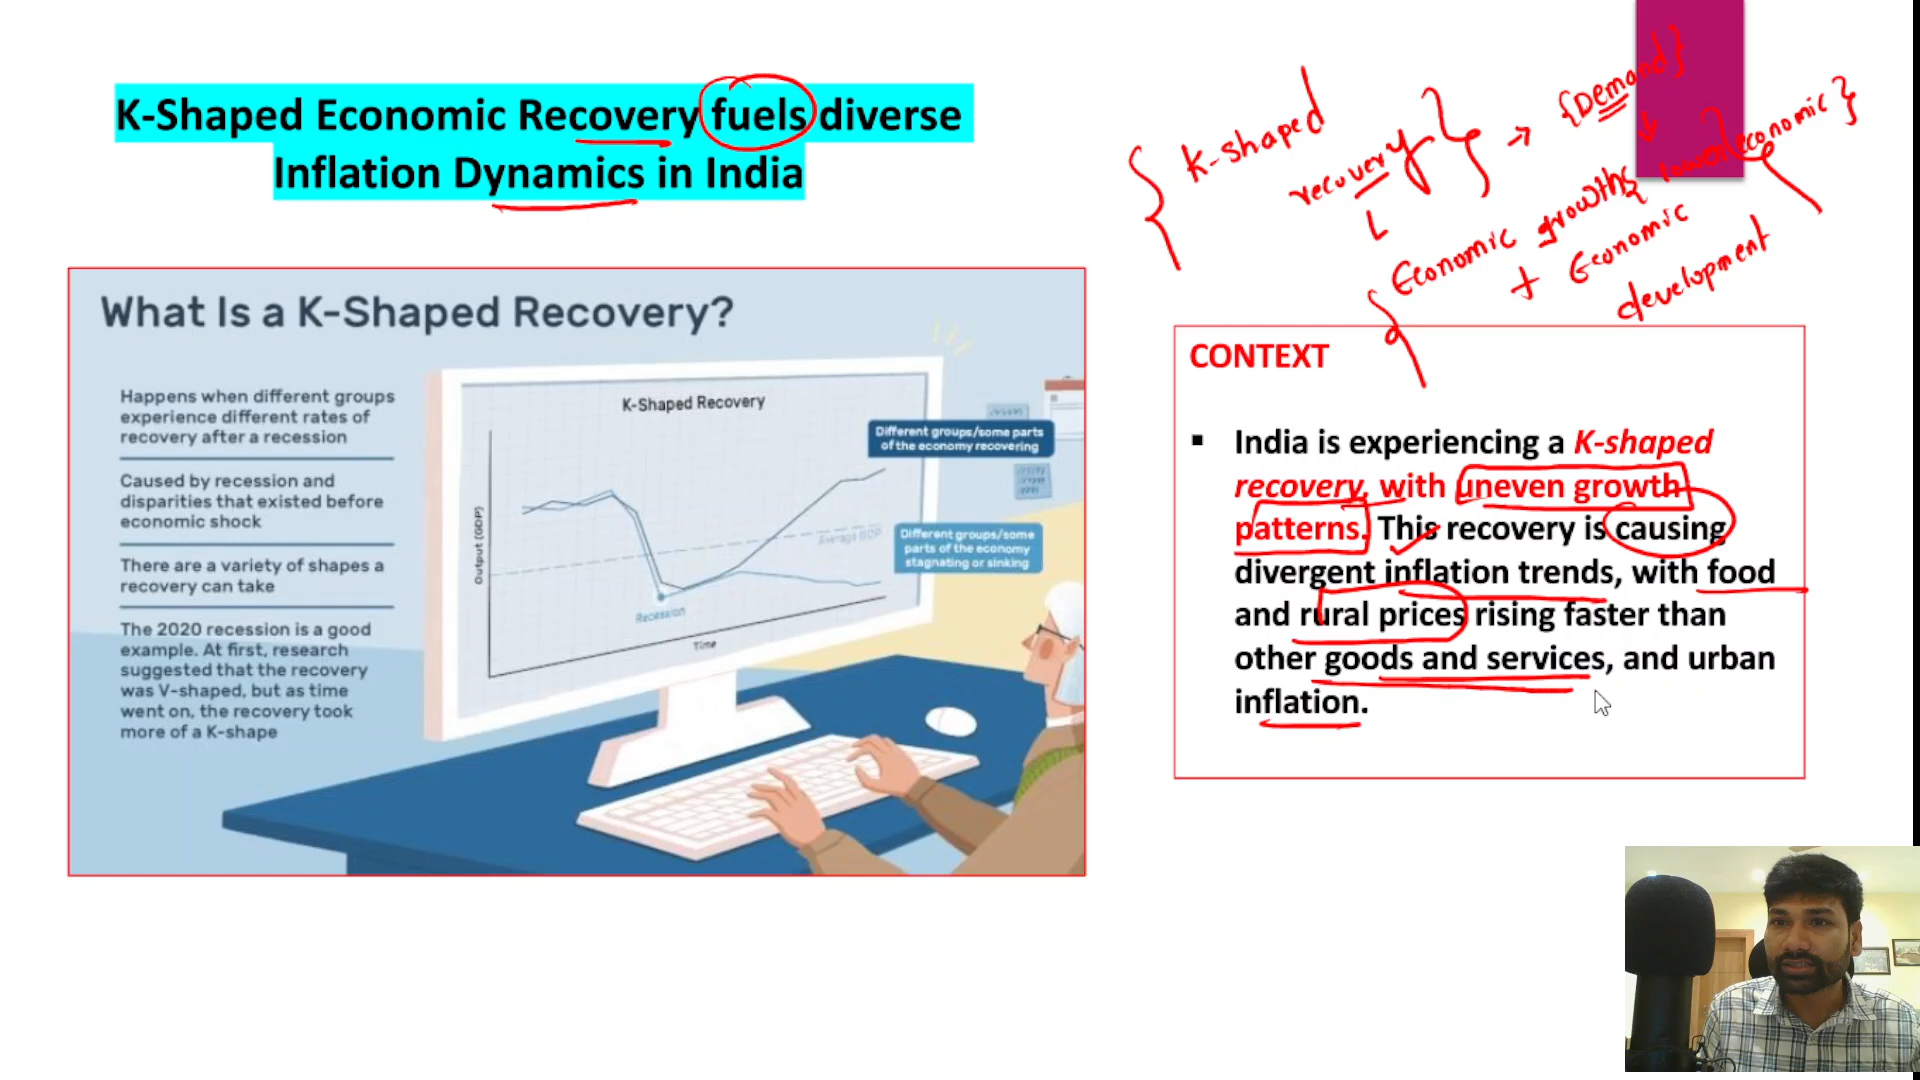 K-Shaped Economic Recovery fuels diverse
Inflation Dynamics in India
K-shaped
recovery
{Demand}
lower economic}
Economic growth
+ Economic
development
What Is a K-Shaped Recovery?
Happens when different groups
experience different rates of
recovery after a recession
Caused by recession and
disparities that existed before
economic shock
There are a variety of shapes a
recovery can take
The 2020 recession is a good
example. At first, research
suggested that the recovery
was V-shaped, but as time
went on, the recovery took
more of a K-shape
K-Shaped Recovery
Different groups/some parts
of the economy recovering
Average GDP
Different groups/some
parts of the economy
stagnating or sinking
Output (GDP)
Recession
Time
CONTEXT
▪ India is experiencing a K-shaped
recovery, with uneven growth
patterns. This recovery is causing
divergent inflation trends, with food
and rural prices rising faster than
other goods and services, and urban
inflation.